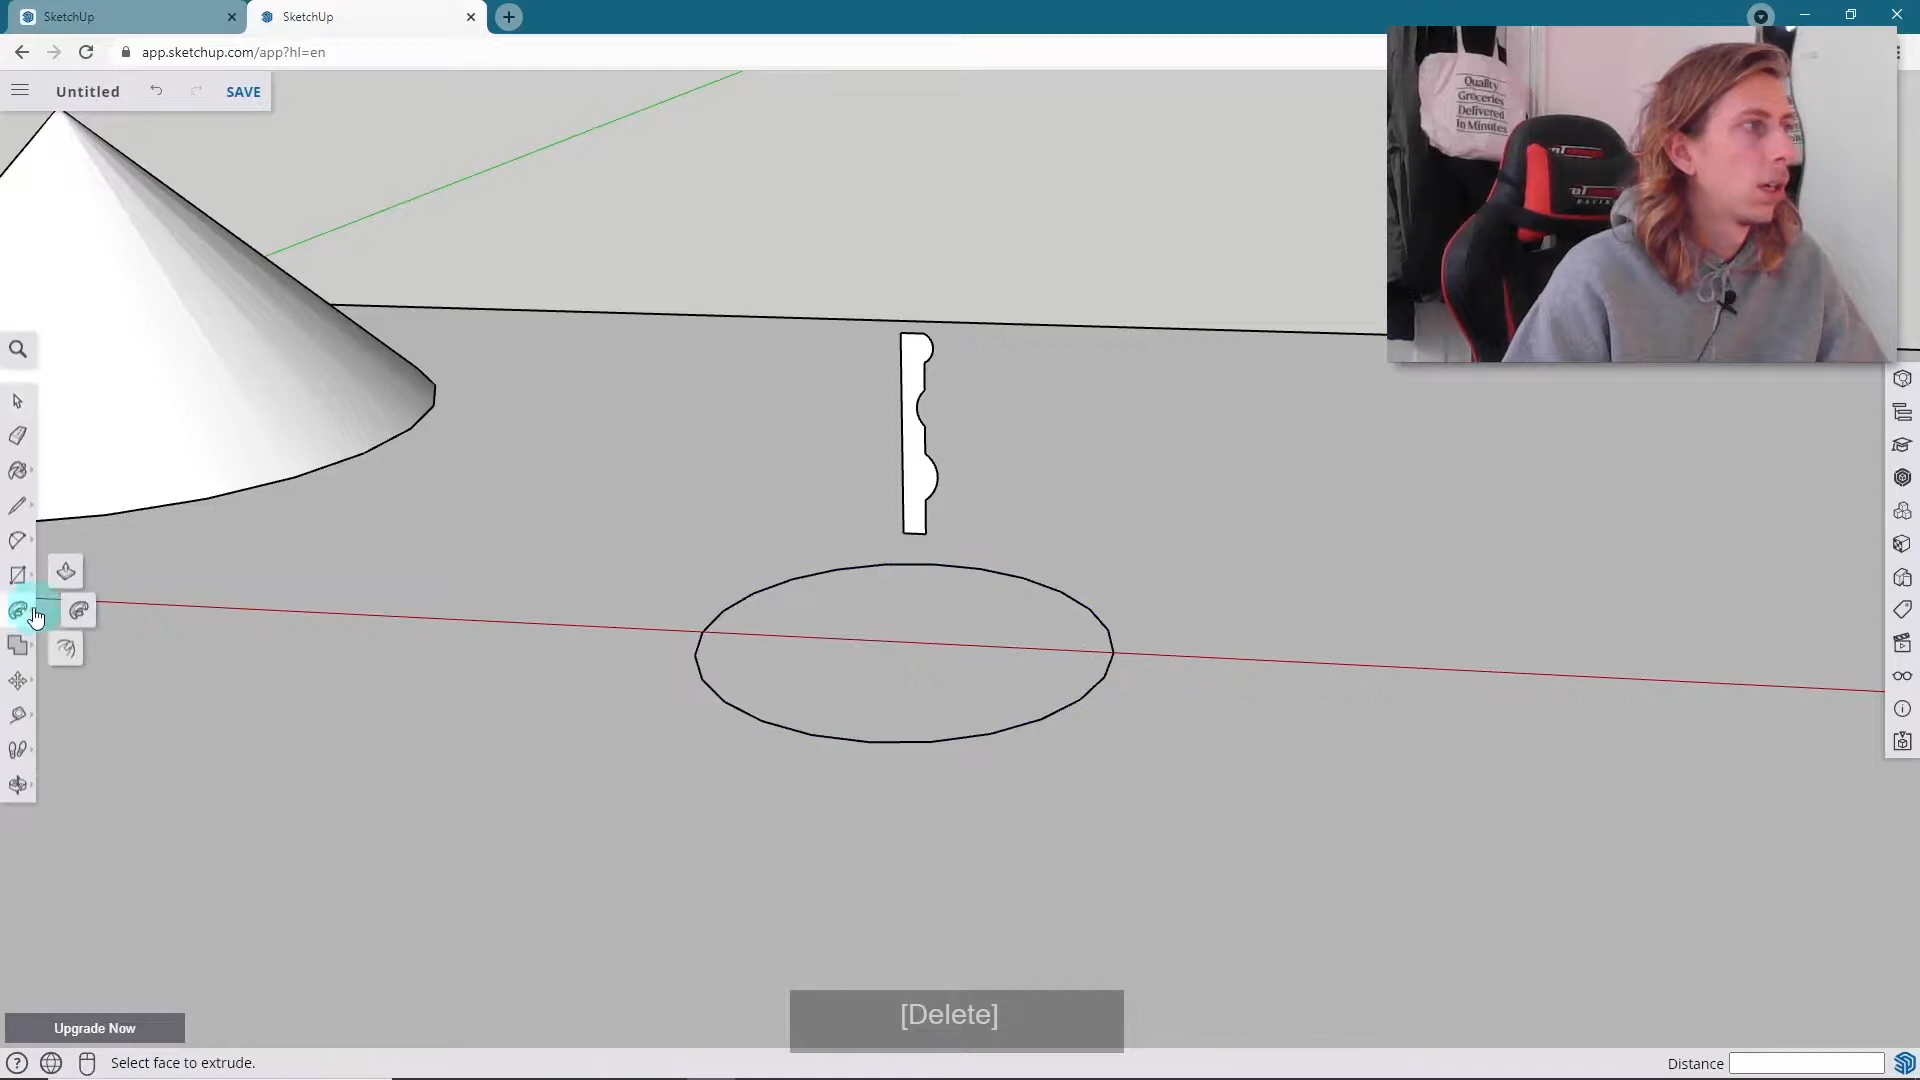 SketchUp
SketchUp
app.sketchup.com/app?hl=en
Untitled
SAVE
Quality
Groceries
Delivered
In Minutes
RACING
[Delete]
Upgrade Now
Select face to extrude.
Distance